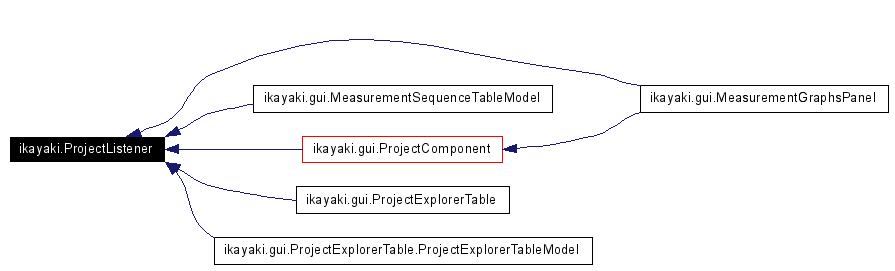 ikayaki.gui.MeasurementSequenceTableModel
ikayaki.gui.MeasurementGraphsPanel
ikayaki.ProjectListener
ikayaki.gui.ProjectComponent
ikayaki.gui.ProjectExplorerTable
ikayaki.gui.ProjectExplorerTable.ProjectExplorerTableModel